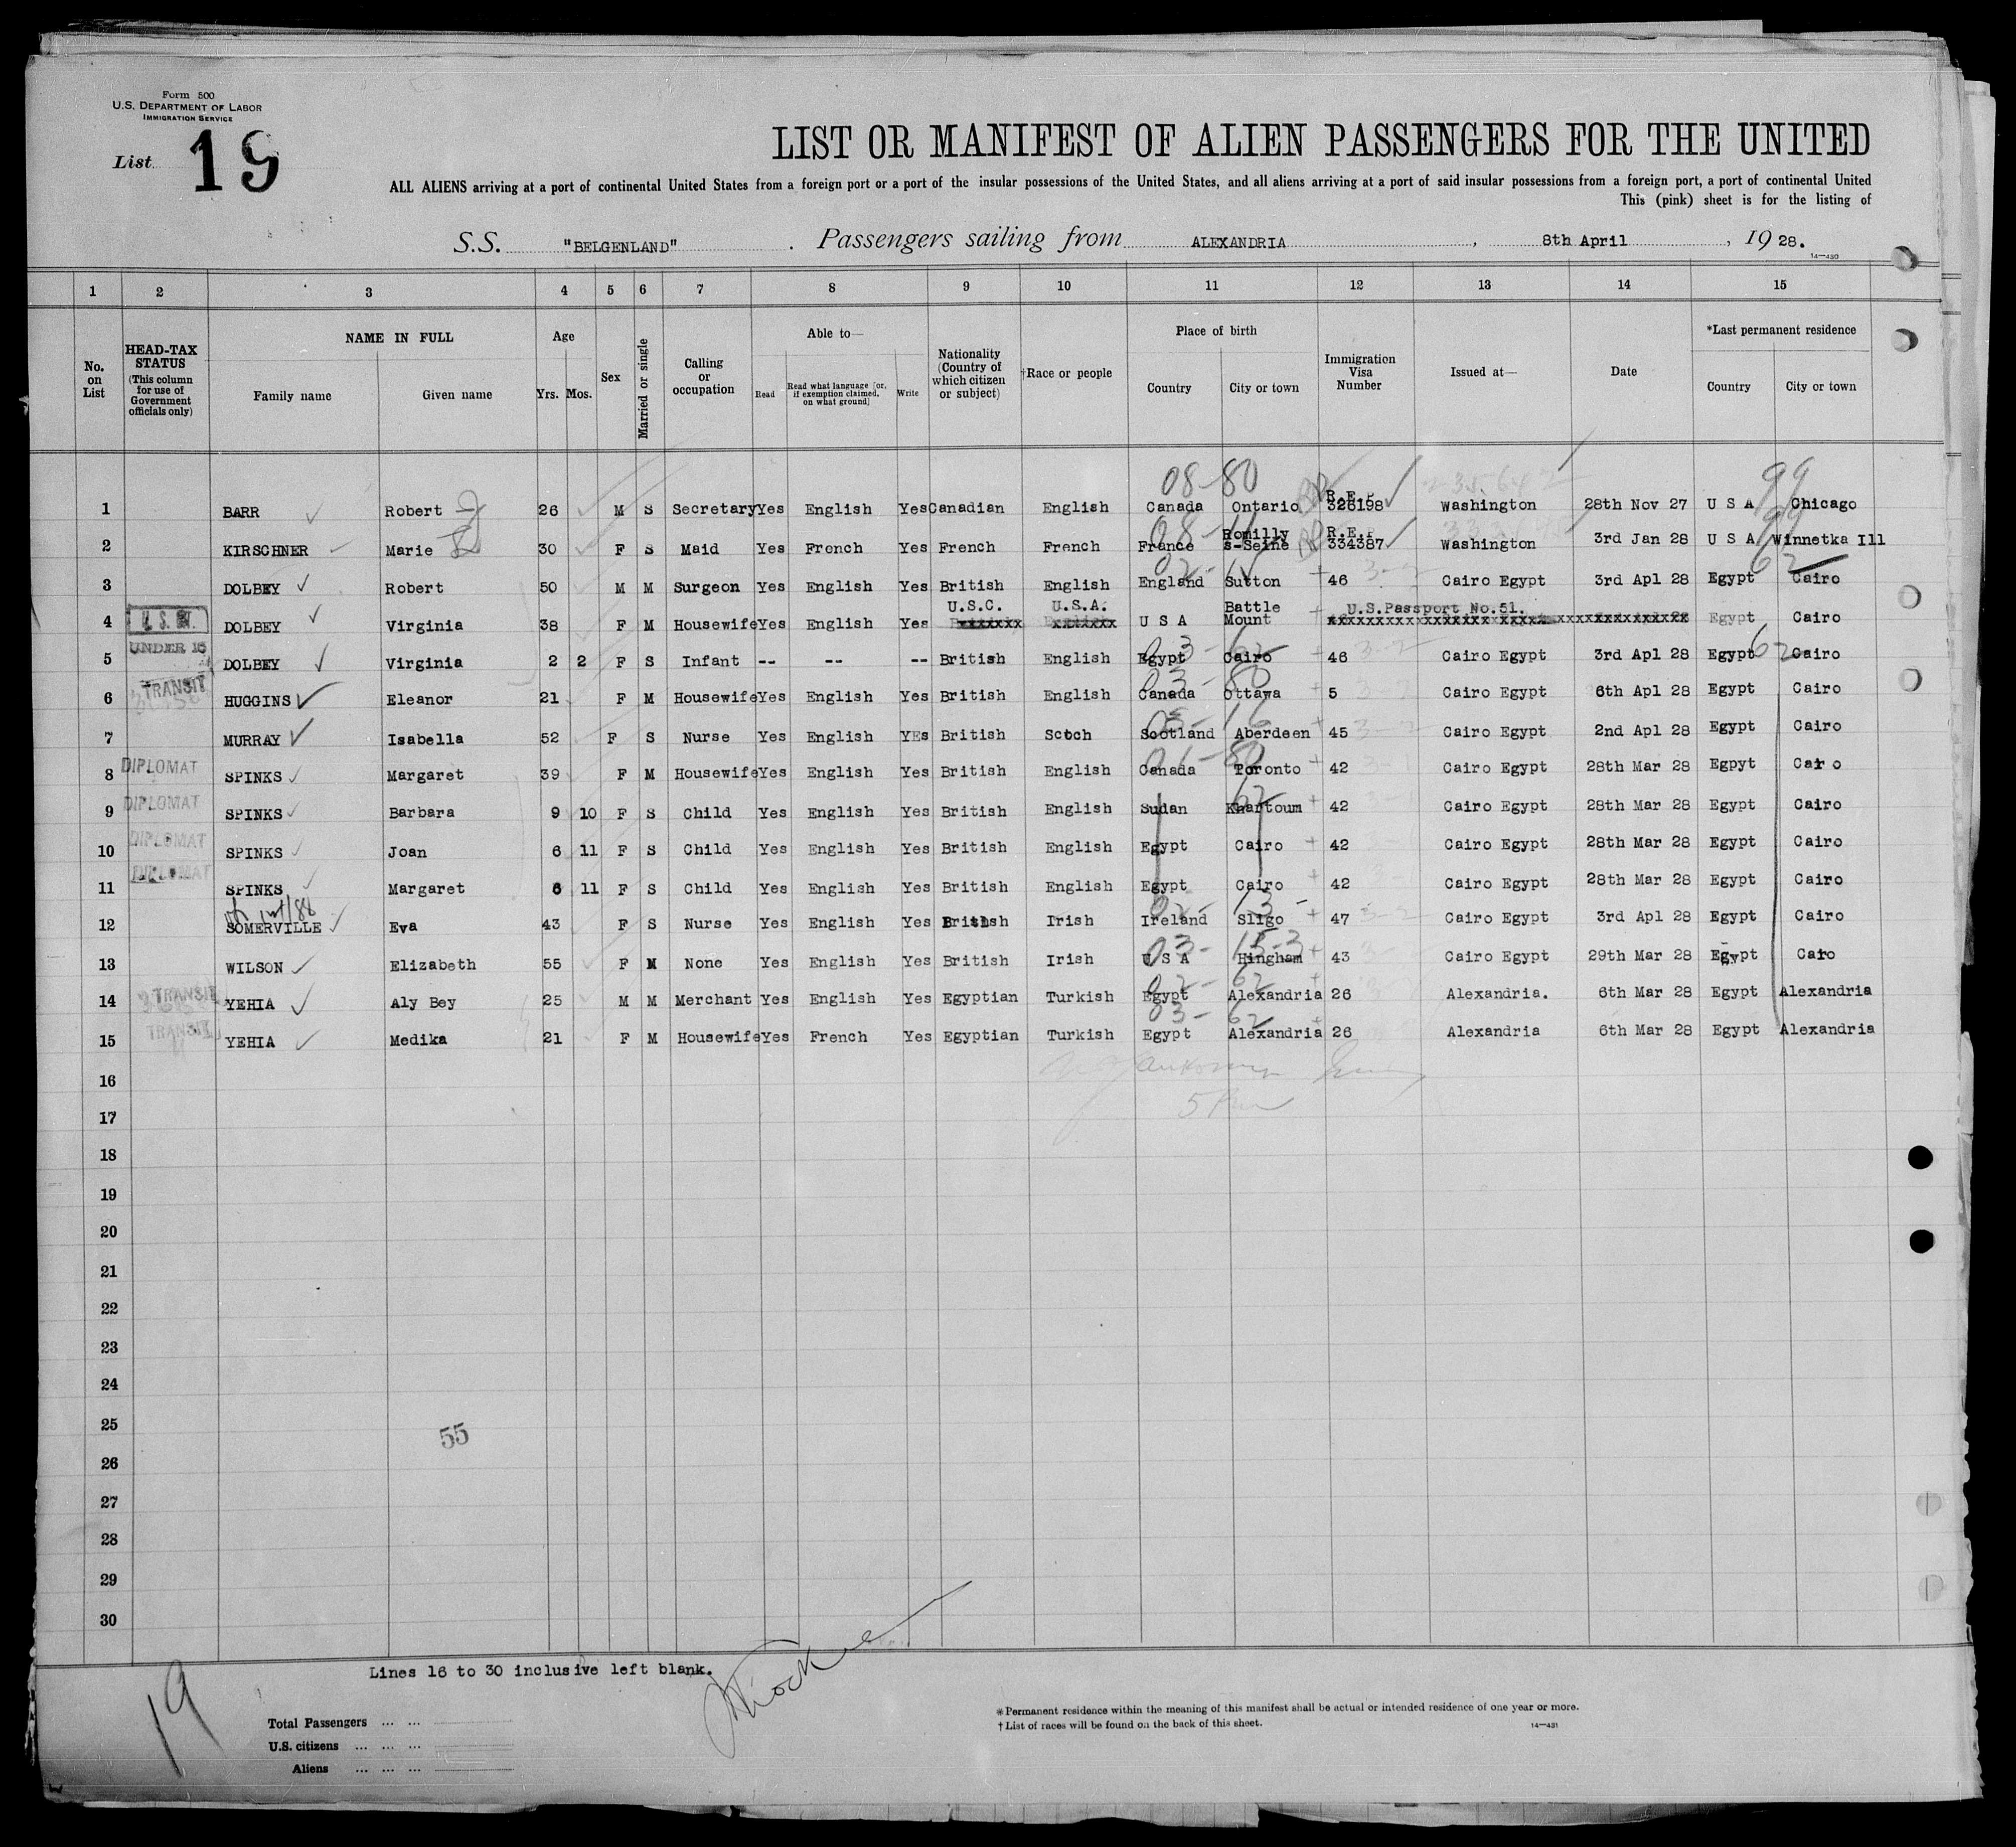 Form 500
U.S. DEPARTMENT OF LABOR
IMMIGRATION SERVICE
List 19
LIST OR MANIFEST OF ALIEN PASSENGERS FOR THE UNITED
ALL ALIENS arriving at a port of continental United States from a foreign port or a port of the insular possessions of the United States, and all aliens arriving at a port of said insular possessions from a foreign port, a port of continental United
This (pink) sheet is for the listing of
S.S. "BELGENLAND" . Passengers sailing from ALEXANDRIA , 8th April , 19 28.
14-430
1 2 3 4 5 6 7 8 9 10 11 12 13 14 15
No. on List
HEAD-TAX STATUS (This column for use of Government officials only)
NAME IN FULL
Family name Given name
Age
Yrs. Mos.
Sex
Married or single
Calling or occupation
Able to—
Read Read what language [or, if exemption claimed, on what ground] Write
Nationality (Country of which citizen or subject)
†Race or people
Place of birth
Country City or town
Immigration Visa Number
Issued at—
Date
*Last permanent residence
Country City or town
08-80 99
1 BARR Robert 26 M S Secretary Yes English Yes Canadian English Canada Ontario R.E.P 326198 Washington 28th Nov 27 U S A Chicago
2 KIRSCHNER Marie 30 F S Maid Yes French Yes French French France Romilly s-Seine R.E.P 334387 Washington 3rd Jan 28 U S A Winnetka Ill
3 DOLBEY Robert 50 M M Surgeon Yes English Yes British English England Sutton 46 Cairo Egypt 3rd Apl 28 Egypt Cairo
4 DOLBEY Virginia 38 F M Housewife Yes English Yes U.S.C. U.S.A. U S A Battle Mount U.S.Passport No.51. Egypt Cairo
UNDER 16
5 DOLBEY Virginia 2 2 F S Infant -- -- -- British English Egypt Cairo 46 Cairo Egypt 3rd Apl 28 Egypt Cairo
TRANSIT
6 HUGGINS Eleanor 21 F M Housewife Yes English Yes British English Canada Ottawa 5 Cairo Egypt 6th Apl 28 Egypt Cairo
7 MURRAY Isabella 52 F S Nurse Yes English YEs British Scotch Scotland Aberdeen 45 Cairo Egypt 2nd Apl 28 Egypt Cairo
8 DIPLOMAT SPINKS Margaret 39 F M Housewife Yes English Yes British English Canada Toronto 42 Cairo Egypt 28th Mar 28 Egpyt Cairo
9 DIPLOMAT SPINKS Barbara 9 10 F S Child Yes English Yes British English Sudan Khartoum 42 Cairo Egypt 28th Mar 28 Egypt Cairo
10 DIPLOMAT SPINKS Joan 6 11 F S Child Yes English Yes British English Egypt Cairo 42 Cairo Egypt 28th Mar 28 Egypt Cairo
11 DIPLOMAT SPINKS Margaret 6 11 F S Child Yes English Yes British English Egypt Cairo 42 Cairo Egypt 28th Mar 28 Egypt Cairo
12 SOMERVILLE Eva 43 F S Nurse Yes English Yes British Irish Ireland Sligo 47 Cairo Egypt 3rd Apl 28 Egypt Cairo
13 WILSON Elizabeth 55 F M None Yes English Yes British Irish U S A Hingham 43 Cairo Egypt 29th Mar 28 Egypt Cairo
14 TRANSIT YEHIA Aly Bey 25 M M Merchant Yes English Yes Egyptian Turkish Egypt Alexandria 26 Alexandria. 6th Mar 28 Egypt Alexandria
15 TRANSIT YEHIA Medika 21 F M Housewife Yes French Yes Egyptian Turkish Egypt Alexandria 26 Alexandria 6th Mar 28 Egypt Alexandria
16
17
18
19
20
21
22
23
24
25
55
26
27
28
29
30
Lines 16 to 30 inclusive left blank.
19
Total Passengers ... ...
U.S. citizens ... ... ...
Aliens ... ... ...
*Permanent residence within the meaning of this manifest shall be actual or intended residence of one year or more.
†List of races will be found on the back of this sheet.
14-431